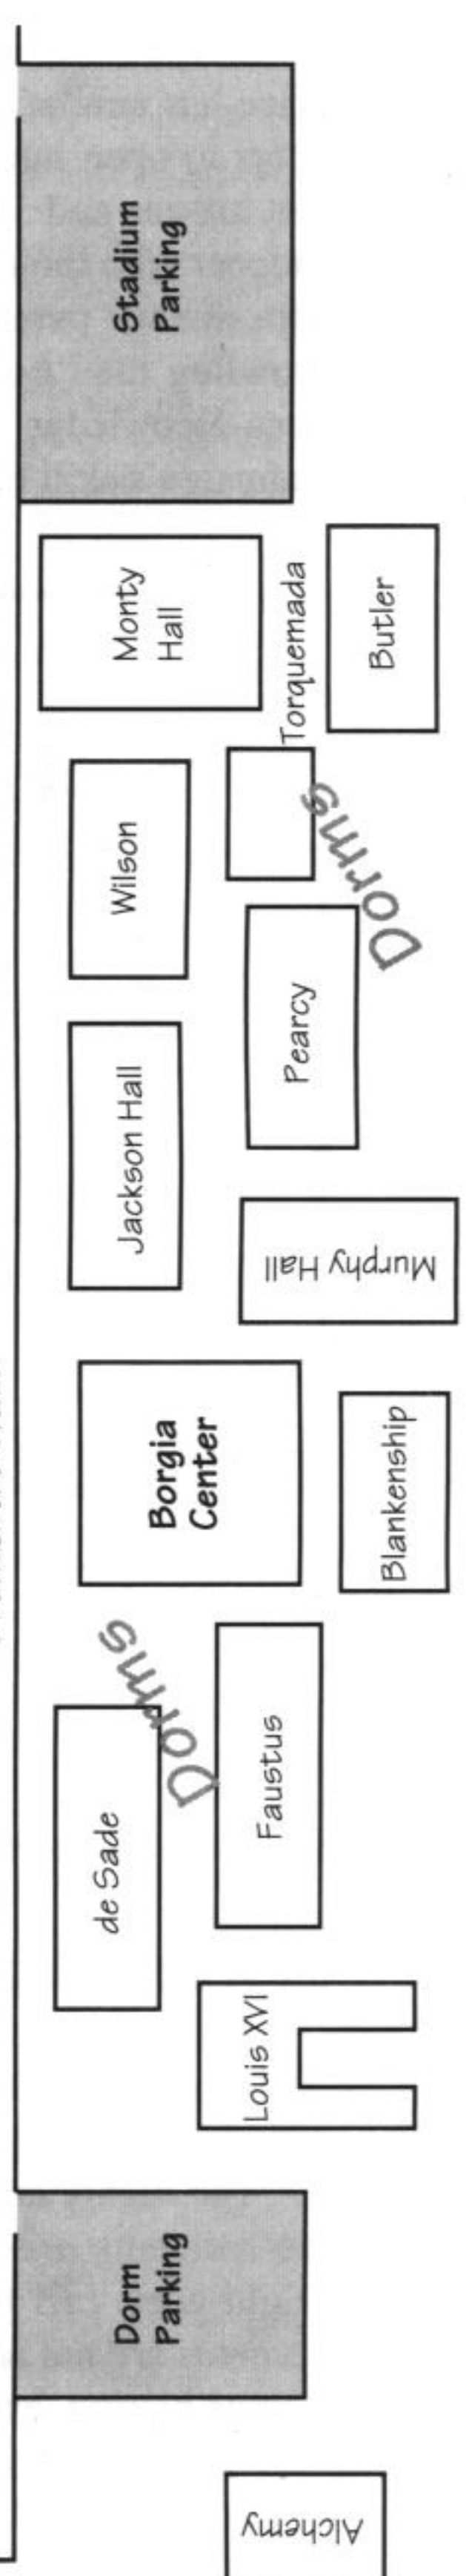 Stadium
Parking
Monty
Hall
Torquemada
Butler
Wilson
Dorms
Pearcy
Jackson Hall
Murphy Hall
Borgia
Center
Blankenship
Dorms
de Sade
Faustus
Louis XVI
Dorm
Parking
Alchemy